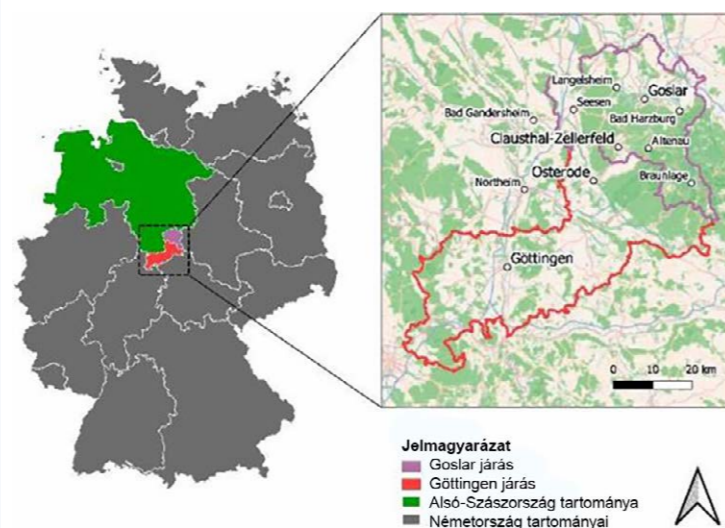 Langelsheim
Goslar
Seesen
Bad Gandersheim
Bad Harzburg
Clausthal-Zellerfeld
Altenau
Osterode
Braunlage
Northeim
Göttingen
0 10 20 km
Jelmagyarázat
Goslar járás
Göttingen járás
Alsó-Szászország tartománya
Németország tartományai